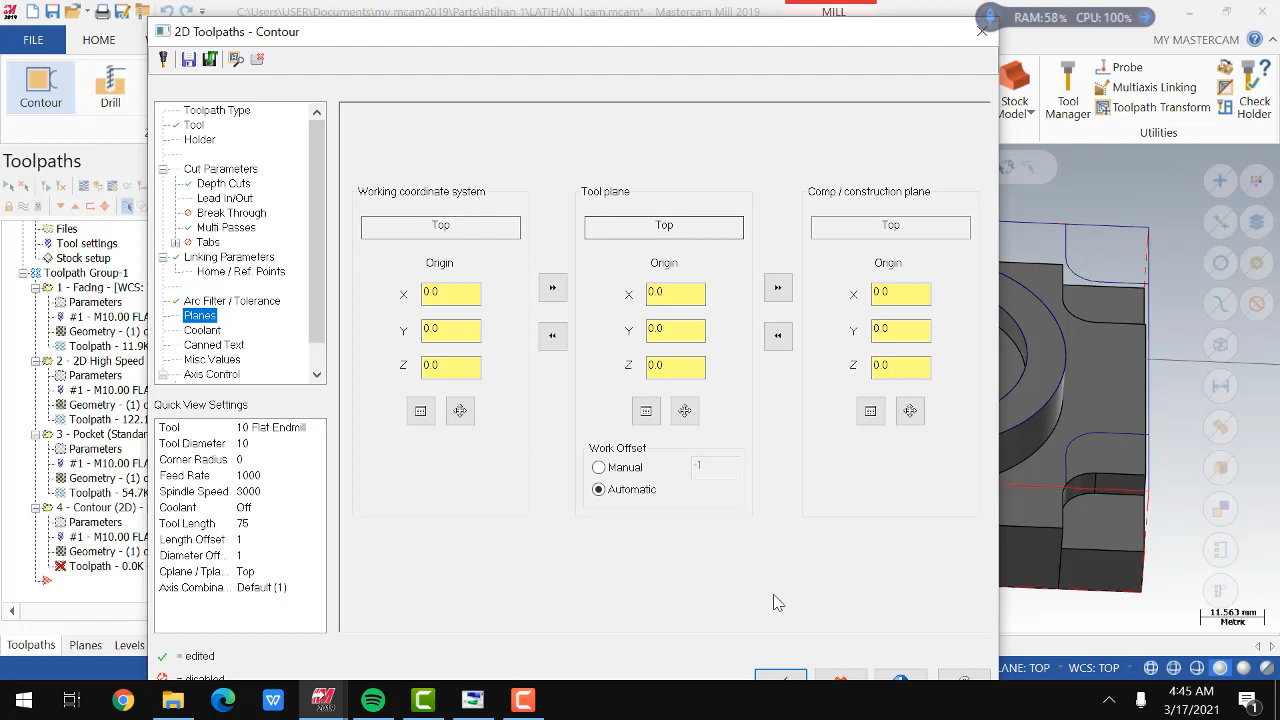 C:\Users\USER\Documents\my mcam2019\Parts\latihan 1\LATIHAN 1cam.mcam* - Mastercam Mill 2019
MILL
RAM:58% CPU:100%
2D Toolpaths - Contour
FILE
HOME
MY MASTERCAM
Contour
Drill
Stock
Model
Tool
Manager
Probe
Multiaxis Linking
Toolpath Transform
Check
Holder
Utilities
Toolpaths
Files
Tool settings
Stock setup
Toolpath Group-1
1 - Facing - [WCS:
Parameters
#1 - M10.00 FLA
Geometry - (1) c
Toolpath - 11.9K
2 - 2D High Speed
Parameters
#1 - M10.00 FLA
Geometry - (2) c
Toolpath - 122.1
3 - Pocket (Standar
Parameters
#1 - M10.00 FLA
Geometry - (1) c
Toolpath - 54.7K
4 - Contour (2D) -
Parameters
#1 - M10.00 FLA
Geometry - (1) c
Toolpath - 0.0K
Toolpaths
Planes
Levels
Toolpath Type
Tool
Holder
Cut Parameters
Depth Cuts
Lead In/Out
Break Through
Multi Passes
Tabs
Linking Parameters
Home / Ref. Points
Arc Filter / Tolerance
Planes
Coolant
Canned Text
Misc Values
Axis Control
Quick View Settings
Tool 10 Flat Endmill
Tool Diameter 10
Corner Radius 0
Feed Rate 1000
Spindle Speed 3000
Coolant Off
Tool Length 75
Length Offset 1
Diameter Off... 1
Cplane / Tpla... Top
Axis Combina... Default (1)
= edited
= disabled
Working coordinate system
Top
Origin
X 0.0
Y 0.0
Z 0.0
Tool plane
Top
Origin
X 0.0
Y 0.0
Z 0.0
Work Offset
Manual -1
Automatic
Comp / construction plane
Top
Origin
X 0.0
Y 0.0
Z 0.0
11.563 mm
Metric
LANE: TOP WCS: TOP
4:45 AM
3/17/2021